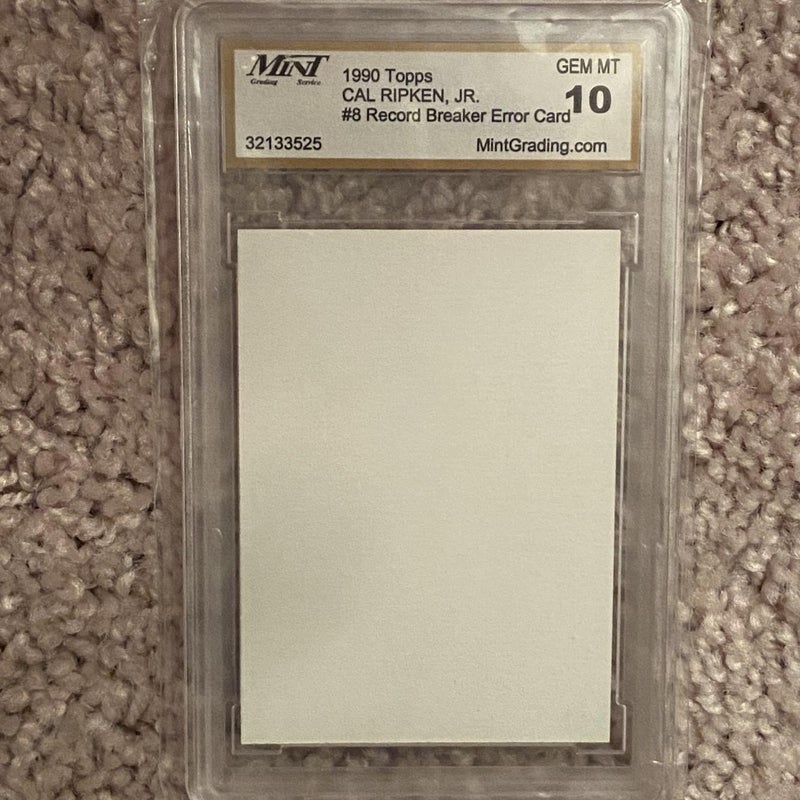 MINT
Grading Service
1990 Topps
CAL RIPKEN, JR.
#8 Record Breaker Error Card
GEM MT
10
32133525
MintGrading.com